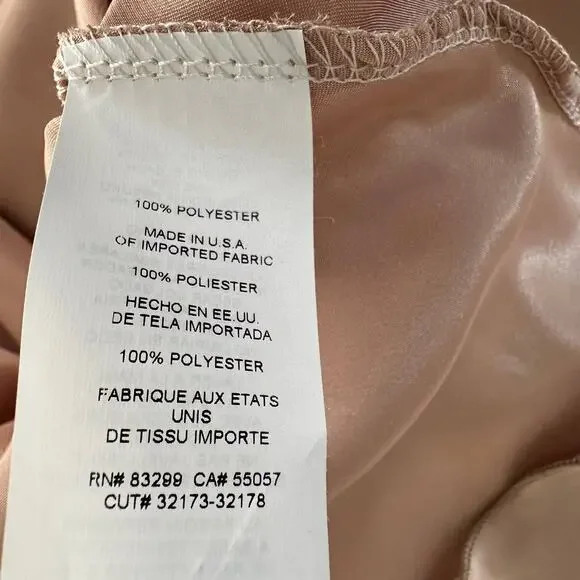 100% POLYESTER
MADE IN U.S.A.
OF IMPORTED FABRIC
100% POLIESTER
HECHO EN EE.UU.
DE TELA IMPORTADA
100% POLYESTER
FABRIQUE AUX ETATS
UNIS
DE TISSU IMPORTE
RN# 83299 CA# 55057
CUT# 32173-32178